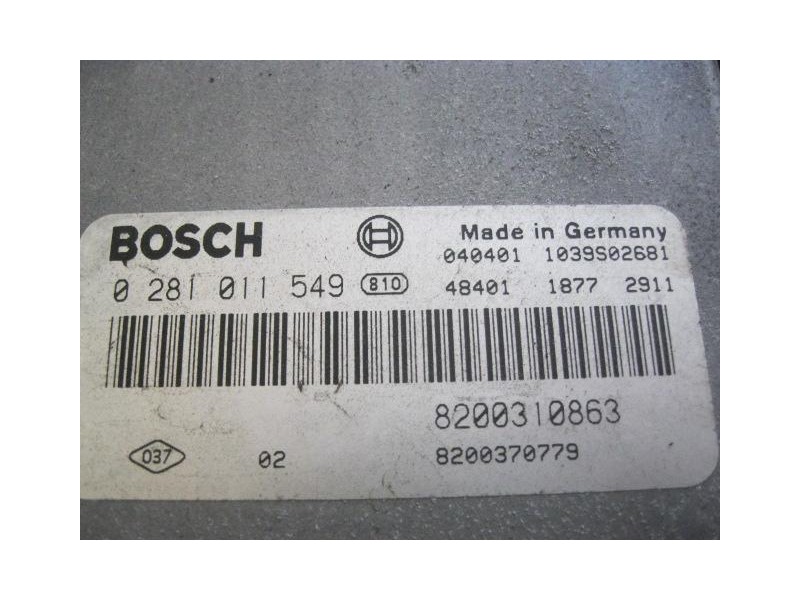 BOSCH
Made in Germany
040401 1039S02681
0 281 011 549 810
48401 1877 2911
8200310863
037 02 8200370779